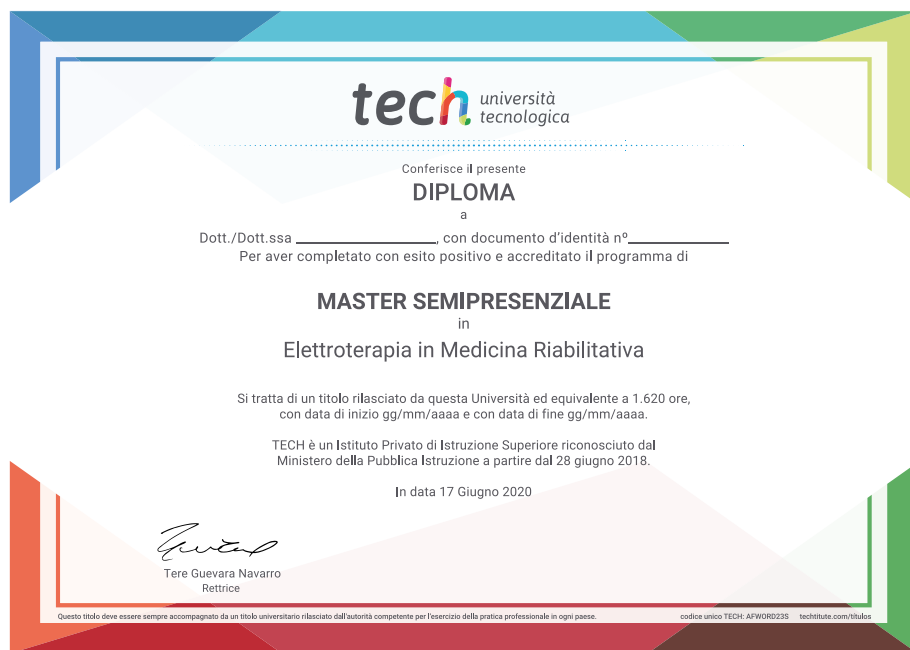 tech università
tecnologica
Conferisce il presente
DIPLOMA
a
Dott./Dott.ssa ________________, con documento d'identità nº____________
Per aver completato con esito positivo e accreditato il programma di
MASTER SEMIPRESENZIALE
in
Elettroterapia in Medicina Riabilitativa
Si tratta di un titolo rilasciato da questa Università ed equivalente a 1.620 ore,
con data di inizio gg/mm/aaaa e con data di fine gg/mm/aaaa.
TECH è un Istituto Privato di Istruzione Superiore riconosciuto dal
Ministero della Pubblica Istruzione a partire dal 28 giugno 2018.
In data 17 Giugno 2020
Tere Guevara Navarro
Rettrice
Questo titolo deve essere sempre accompagnato da un titolo universitario rilasciato dall'autorità competente per l'esercizio della pratica professionale in ogni paese. codice unico TECH: AFWORD23S techtitute.com/titulos